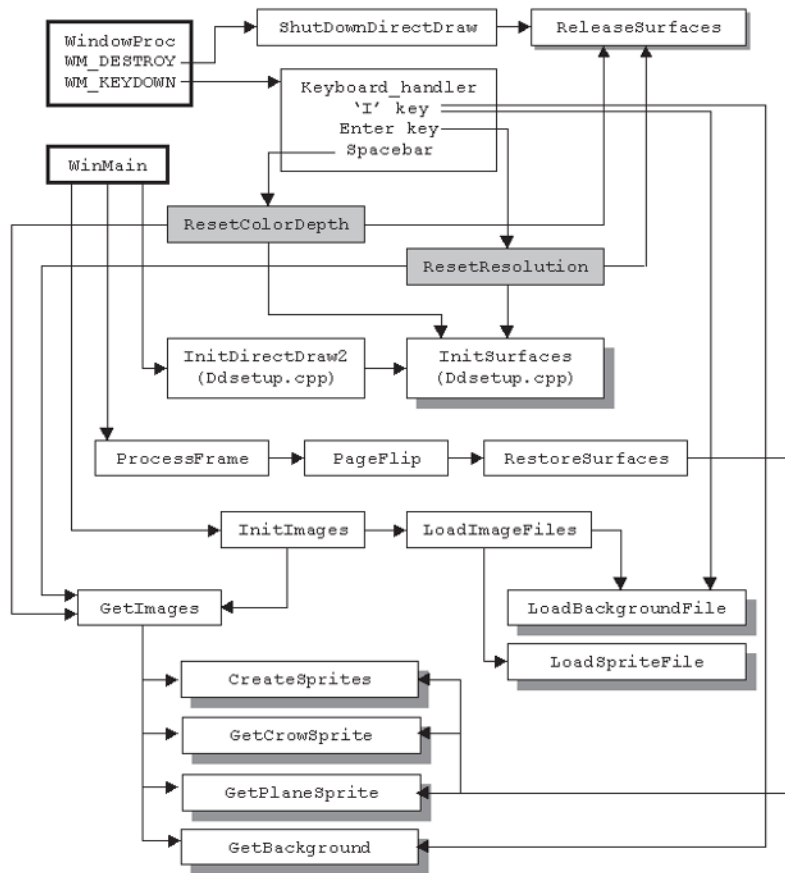 WindowProc
WM_DESTROY
WM_KEYDOWN
ShutDownDirectDraw
ReleaseSurfaces
Keyboard_handler
‘I’ key
Enter key
Spacebar
WinMain
ResetColorDepth
ResetResolution
InitDirectDraw2
(Ddsetup.cpp)
InitSurfaces
(Ddsetup.cpp)
ProcessFrame
PageFlip
RestoreSurfaces
InitImages
LoadImageFiles
GetImages
LoadBackgroundFile
LoadSpriteFile
CreateSprites
GetCrowSprite
GetPlaneSprite
GetBackground